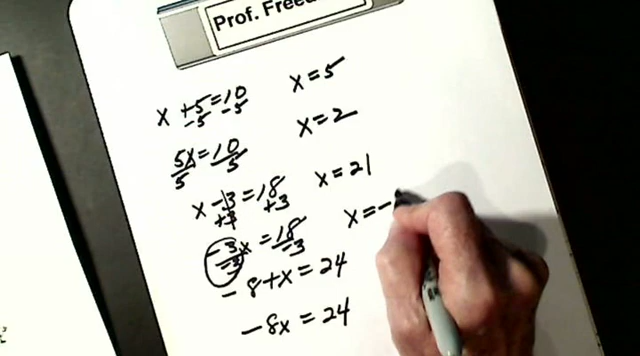 Prof. Free
x +5=10 x=5
-5 -5
5x=10 x=2
5 5
x -3=18 x=21
+3 +3
-3x=18 x=-
-3 -3
-8+x=24
-8x=24